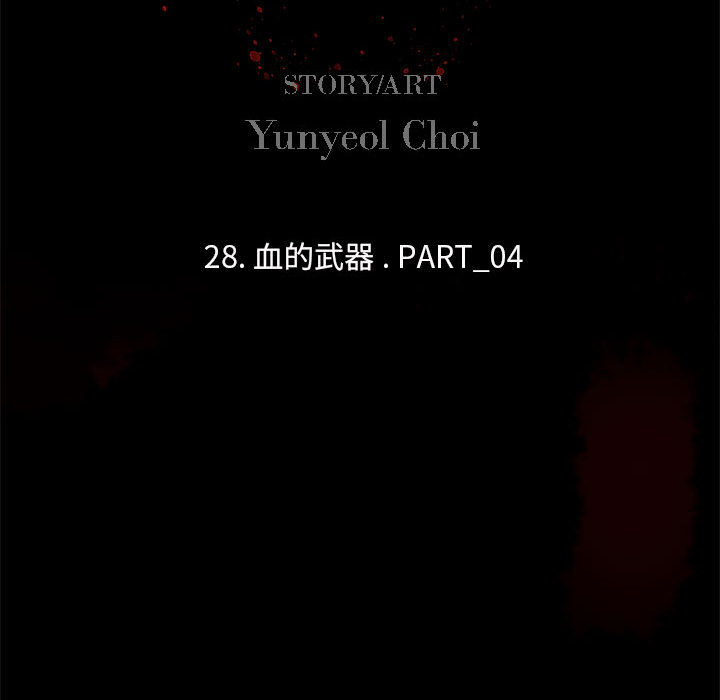 STORY/ART
Yunyeol Choi
28. 血的武器 . PART_04